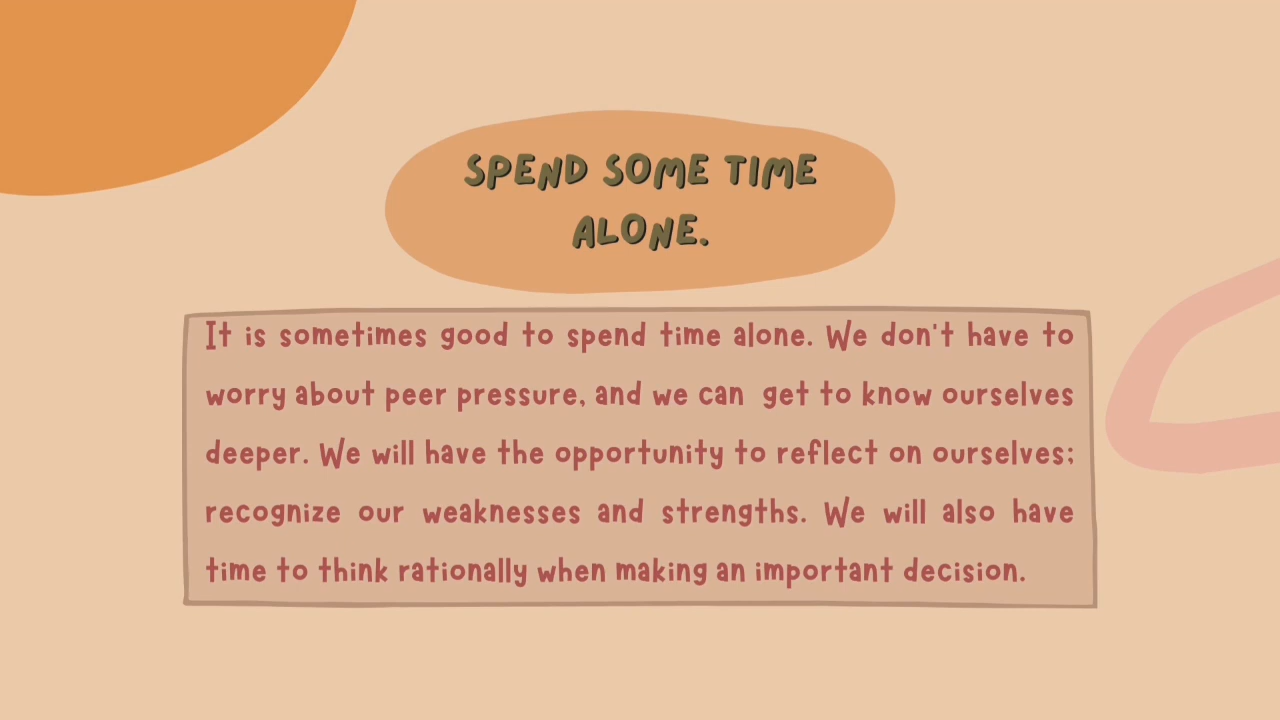 SPEND SOME TIME
ALONE.
It is sometimes good to spend time alone. We don't have to
worry about peer pressure, and we can get to know ourselves
deeper. We will have the opportunity to reflect on ourselves;
recognize our weaknesses and strengths. We will also have
time to think rationally when making an important decision.